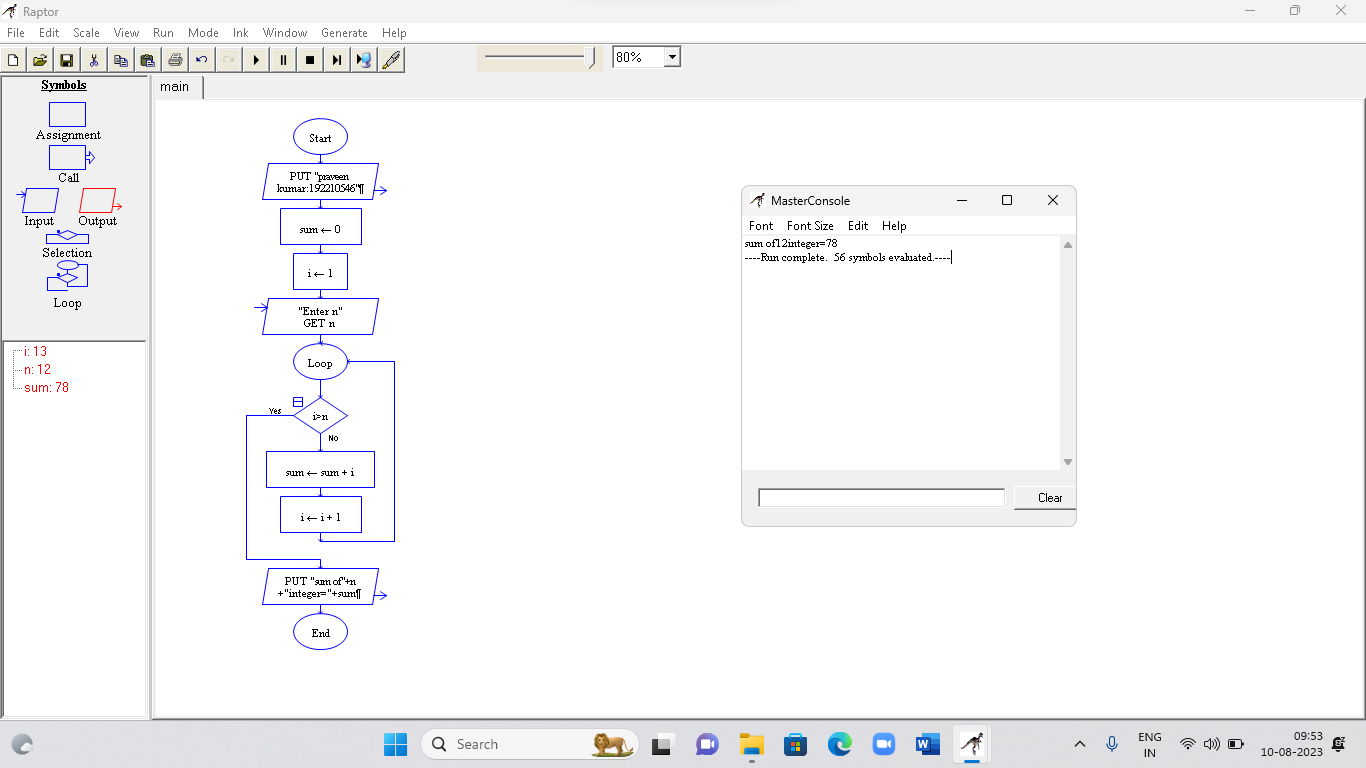 Raptor
File Edit Scale View Run Mode Ink Window Generate Help
80%
Symbols
Assignment
Call
Input Output
Selection
Loop
i: 13
n: 12
sum: 78
main
Start
PUT "praveen
kumar:192210546"¶
sum ← 0
i ← 1
"Enter n"
GET n
Loop
Yes
i>n
No
sum ← sum + i
i ← i + 1
PUT "sum of"+n
+"integer="+sum¶
End
MasterConsole
Font Font Size Edit Help
sum of12integer=78
----Run complete. 56 symbols evaluated.----
Clear
Search
ENG
IN
09:53
10-08-2023